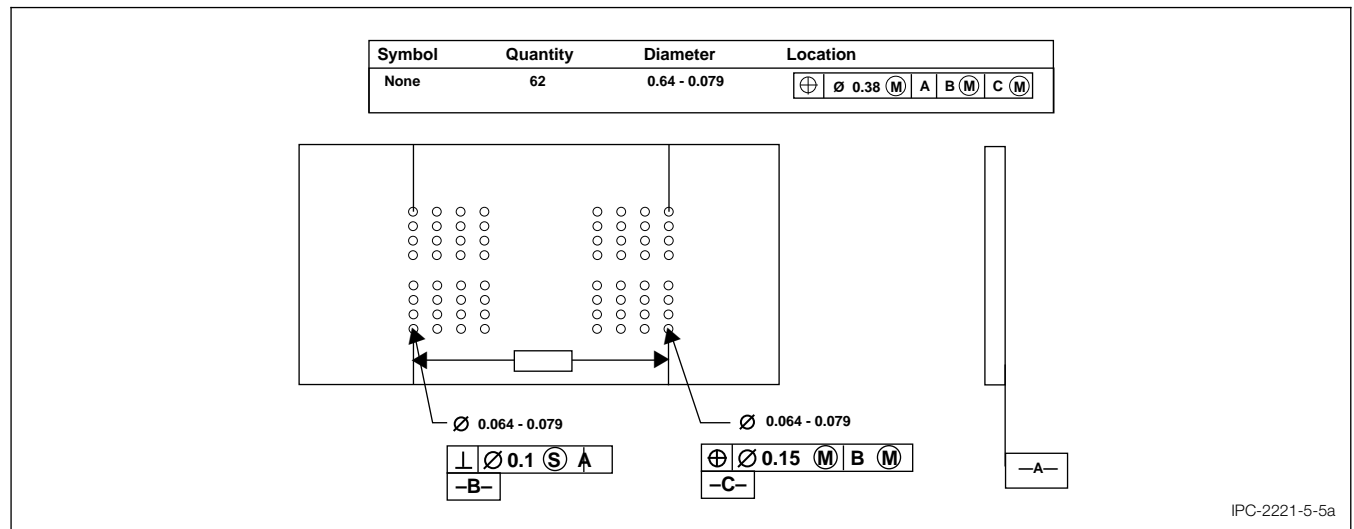 Symbol Quantity Diameter Location
None 62 0.64 - 0.079 ⌖ Ø 0.38 Ⓜ A B Ⓜ C Ⓜ
Ø 0.064 - 0.079 Ø 0.064 - 0.079
⊥ Ø 0.1 Ⓢ A ⌖ Ø 0.15 Ⓜ B Ⓜ –A–
–B– –C–
IPC-2221-5-5a